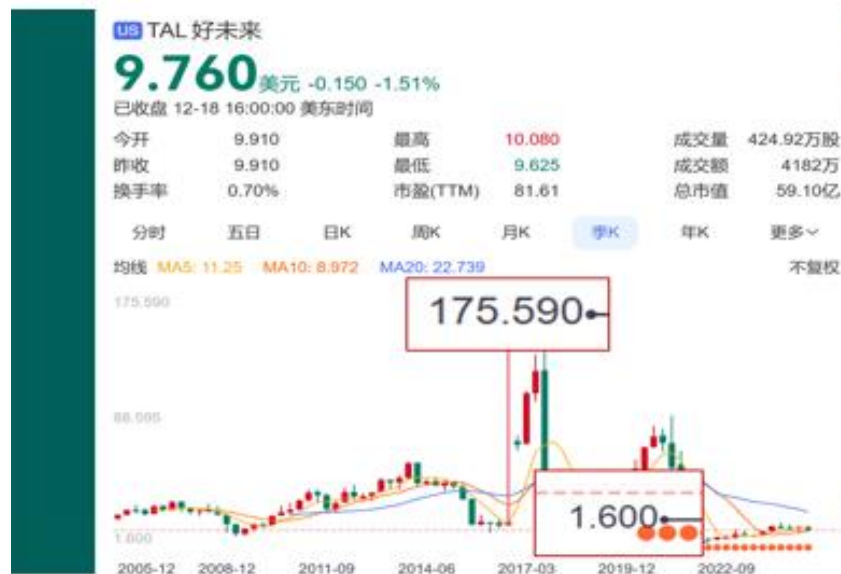 US TAL 好未来
9.760美元 -0.150 -1.51%
已收盘 12-18 16:00:00 美东时间
今开 9.910 最高 10.080 成交量 424.92万股
昨收 9.910 最低 9.625 成交额 4182万
换手率 0.70% 市盈(TTM) 81.61 总市值 59.10亿
分时 五日 日K 周K 月K 季K 年K 更多
均线 MA5: 11.25 MA10: 8.972 MA20: 22.739 不复权
175.590
175.590
1.600
1.600
2005-12 2008-12 2011-09 2014-06 2017-03 2019-12 2022-09